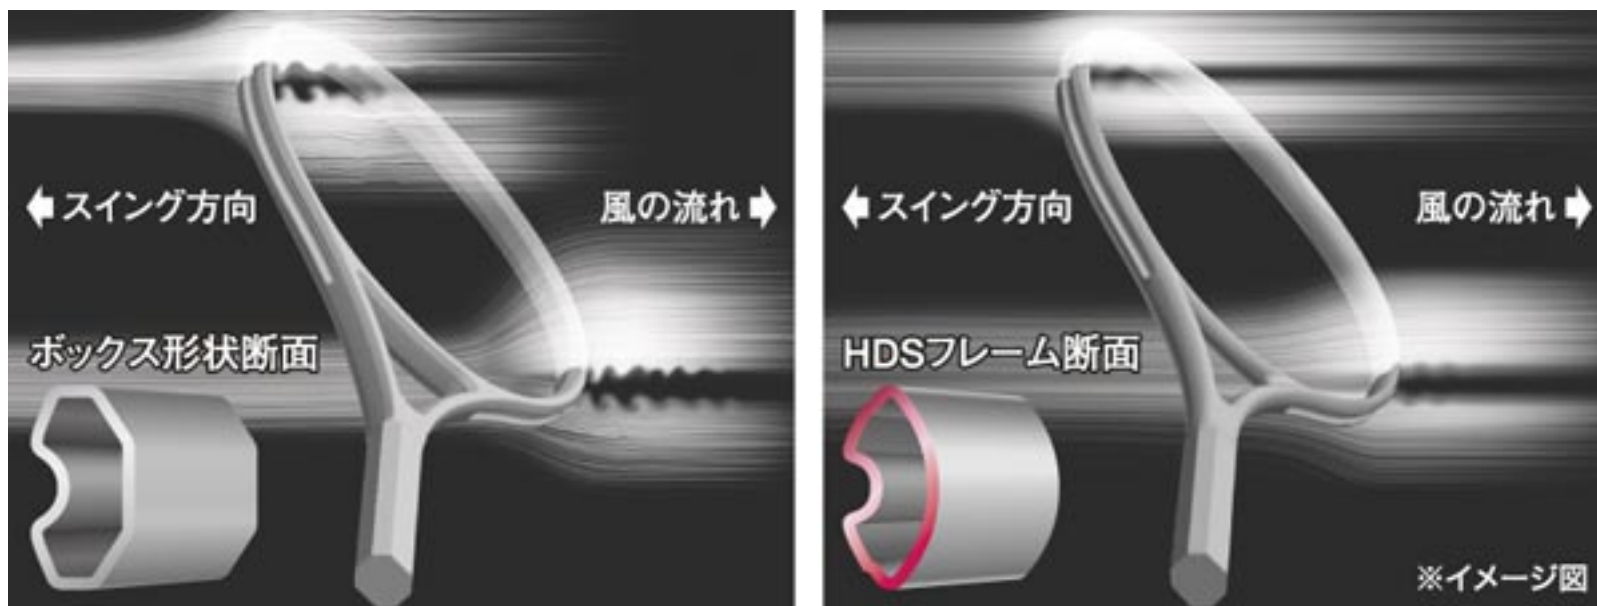 スイング方向
風の流れ
ボックス形状断面
スイング方向
風の流れ
HDSフレーム断面
※イメージ図